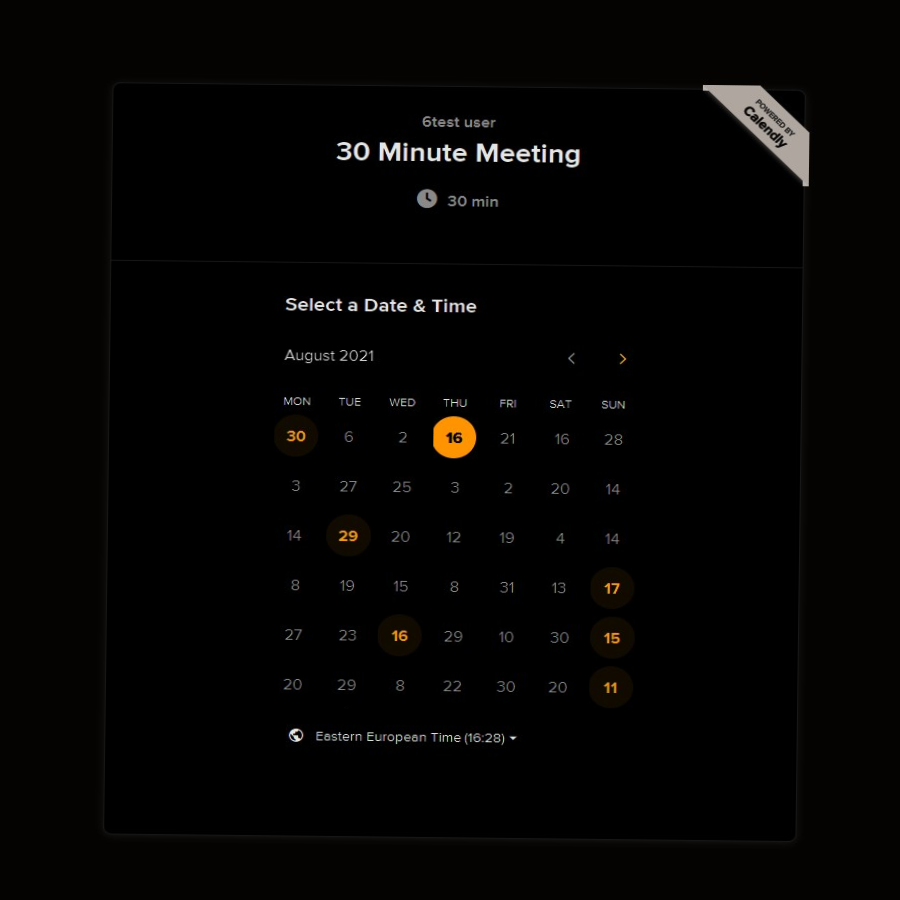 POWERED BY
Calendly
6test user
30 Minute Meeting
30 min
Select a Date & Time
August 2021
MON TUE WED THU FRI SAT SUN
30 6 2 16 21 16 28
3 27 25 3 2 20 14
14 29 20 12 19 4 14
8 19 15 8 31 13 17
27 23 16 29 10 30 15
20 29 8 22 30 20 11
Eastern European Time (16:28)